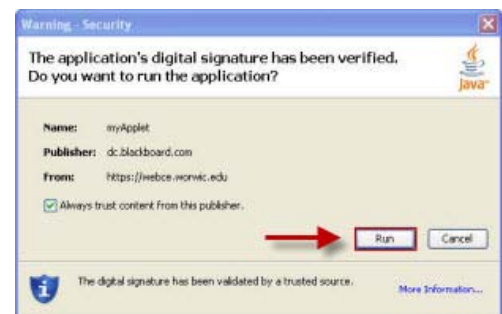 Warning - Security
The application's digital signature has been verified.
Do you want to run the application?
Java
Name: myApplet
Publisher: dc.blackboard.com
From: https://webce.worwic.edu
Always trust content from this publisher.
Run Cancel
The digital signature has been validated by a trusted source.
More Information...